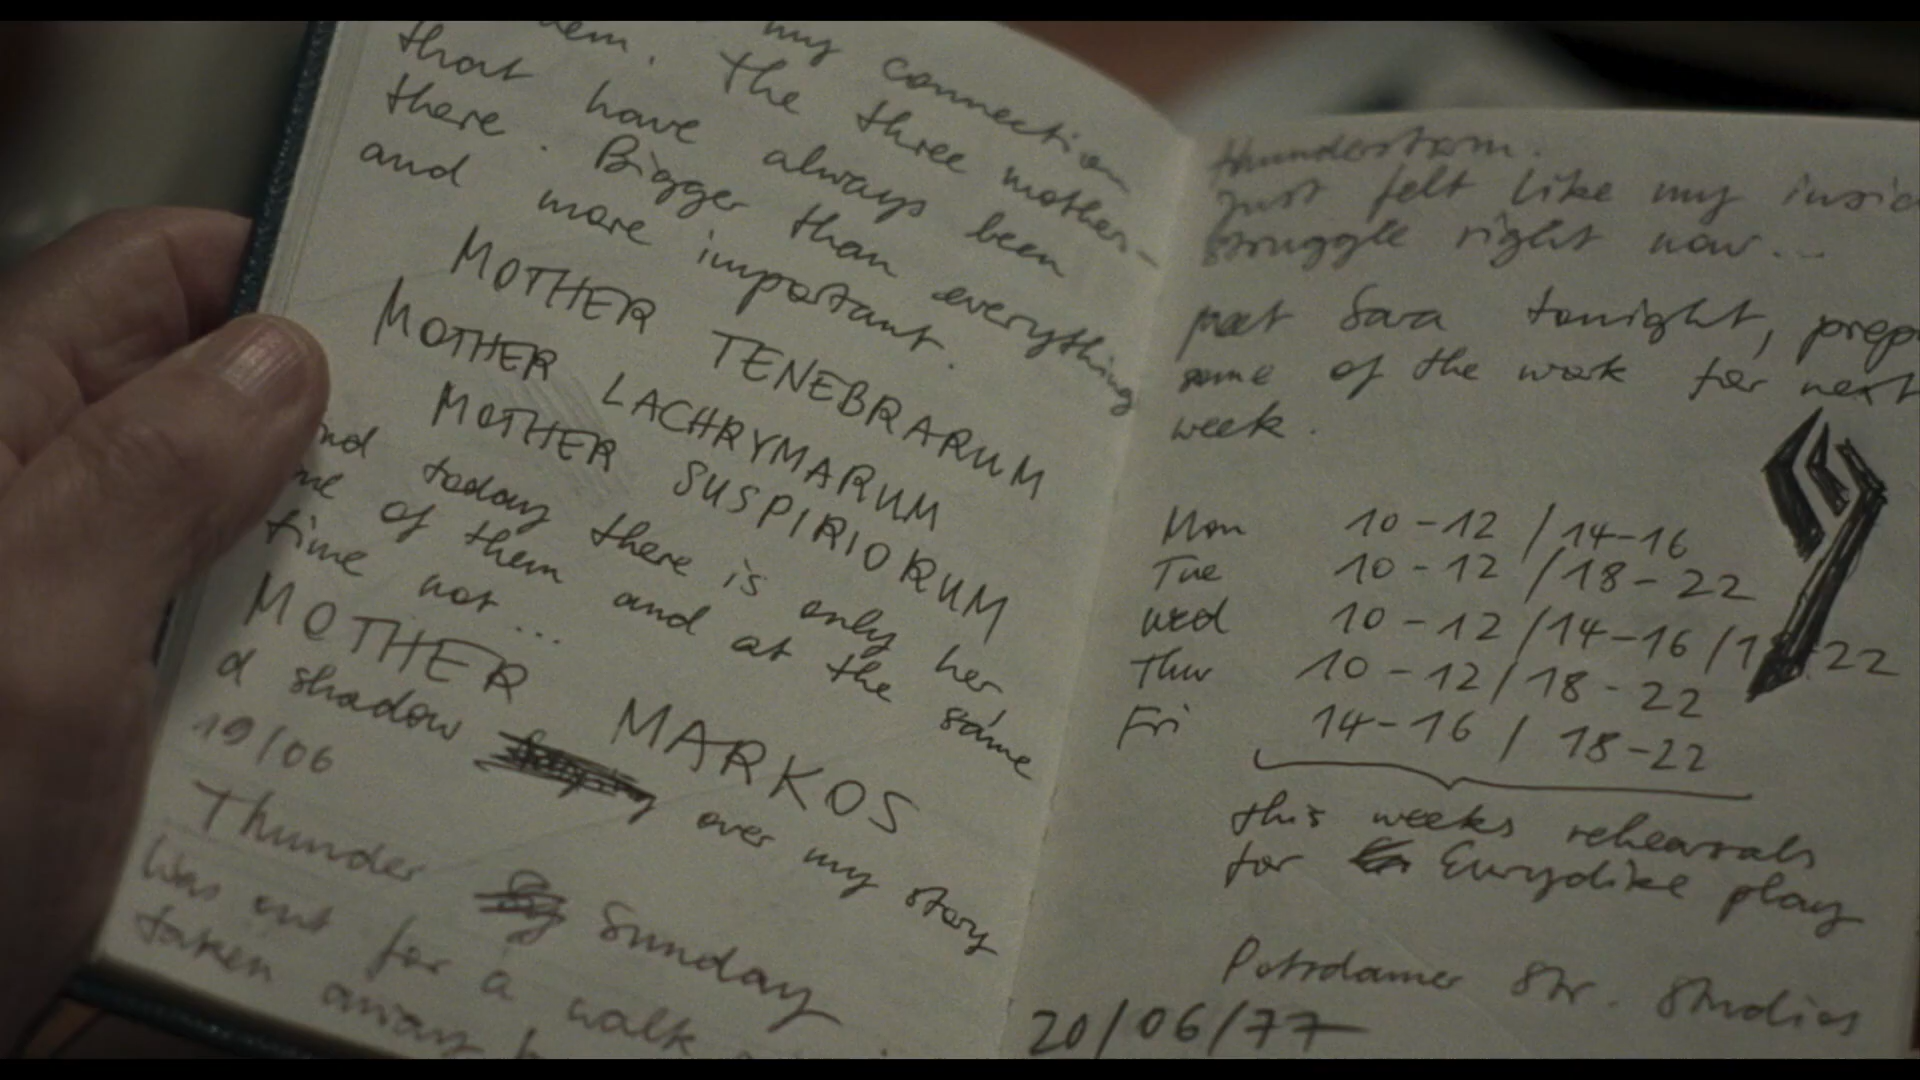 my connection
them. The three mother-
that have always been
there. Bigger than everything
and more important.
MOTHER TENEBRARUM
MOTHER LACHRYMARUM
MOTHER SUSPIRIORUM
and today there is only her
one of them and at the same
time not...
MOTHER MARKOS
a shadow over my story
19/06
Thunder Sunday
Was out for a walk
taken away
thunderstorm.
Just felt like my insid
struggle right now...
meet Sara tonight, prep
some of the work for next
week.
Mon 10-12 / 14-16
Tue 10-12 / 18-22
Wed 10-12 / 14-16 / 18-22
Thur 10-12 / 18-22
Fri 14-16 / 18-22
this weeks rehearsals
for Eurydike play
Potsdamer Str. Studios
20/06/77